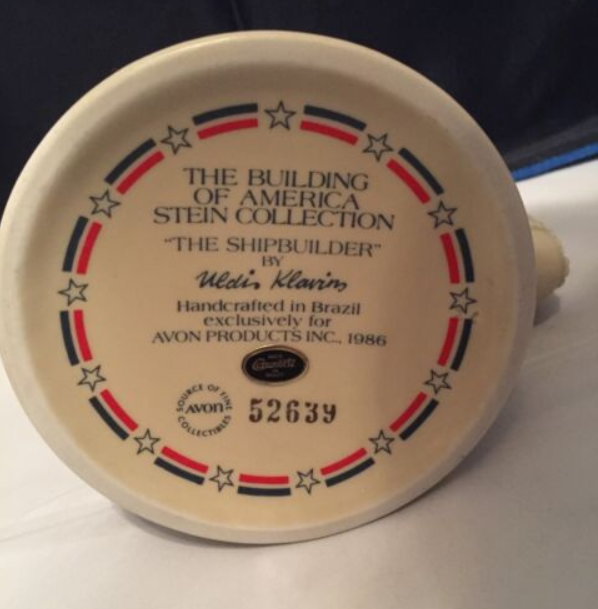 THE BUILDING
OF AMERICA
STEIN COLLECTION
"THE SHIPBUILDER"
BY
Uldis Klavins
Handcrafted in Brazil
exclusively for
AVON PRODUCTS INC., 1986
SOURCE OF FINE
AVON
COLLECTIBLES
52639